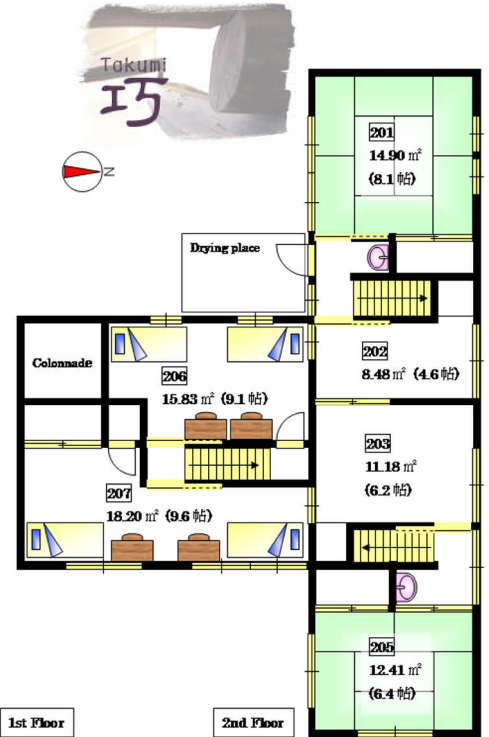 Takumi
巧
N
201
14.90 ㎡
(8.1 帖)
Drying place
Colonnade
206
15.83 ㎡ (9.1 帖)
202
8.48 ㎡ (4.6 帖)
203
11.18 ㎡
(6.2 帖)
207
18.20 ㎡ (9.6 帖)
205
12.41 ㎡
(6.4 帖)
1st Floor
2nd Floor